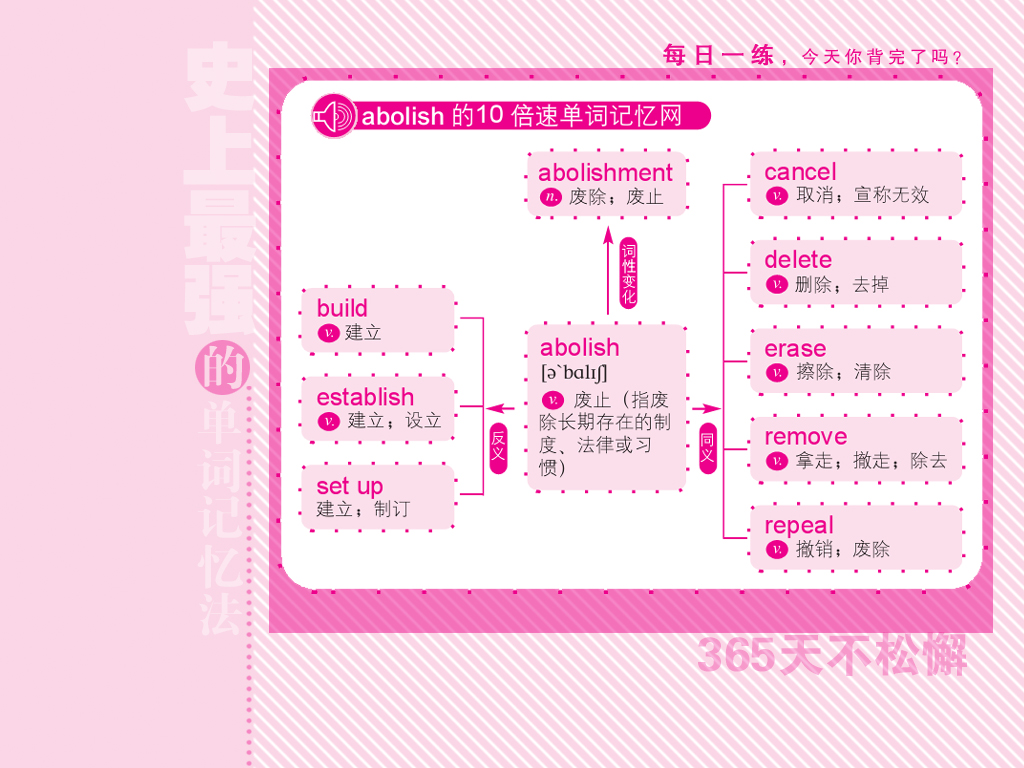 史上最强的单词记忆法
每日一练，今天你背完了吗?
abolish 的10 倍速单词记忆网
abolishment
n. 废除；废止
词性变化
abolish
[ə`bɑlɪʃ]
v. 废止（指废
除长期存在的制
度、法律或习
惯）
反义
build
v. 建立
establish
v. 建立；设立
set up
建立；制订
同义
cancel
v. 取消；宣称无效
delete
v. 删除；去掉
erase
v. 擦除；清除
remove
v. 拿走；撤走；除去
repeal
v. 撤销；废除
365天不松懈